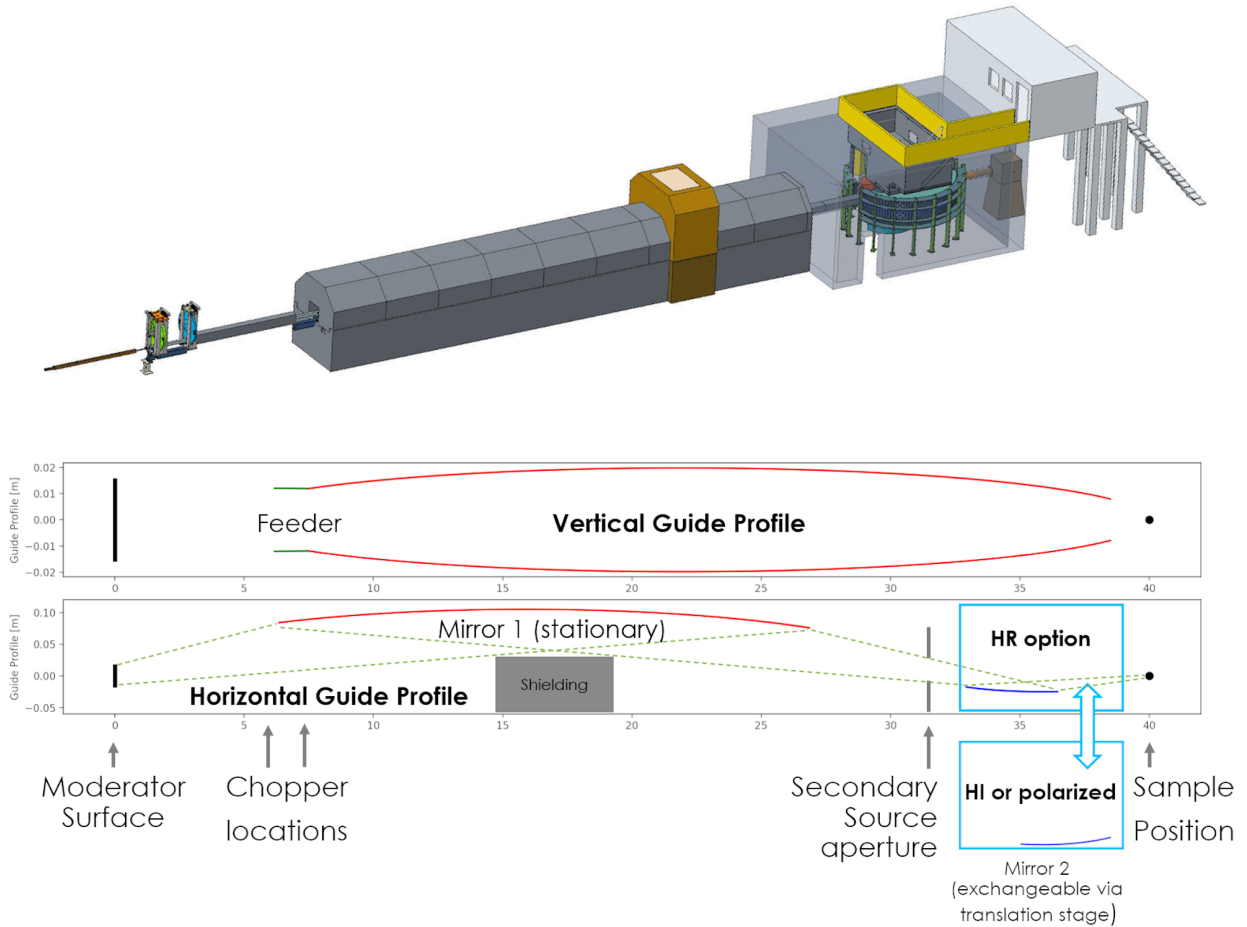 0.02
0.01
0.00
-0.01
-0.02
Guide Profile [m]
Feeder
Vertical Guide Profile
0 5 10 15 20 25 30 35 40
0.10
0.05
0.00
-0.05
Guide Profile [m]
Mirror 1 (stationary)
HR option
Shielding
Horizontal Guide Profile
0 5 10 15 20 25 30 35 40
Moderator
Surface
Chopper
locations
Secondary
Source
aperture
HI or polarized
Sample
Position
Mirror 2
(exchangeable via
translation stage)